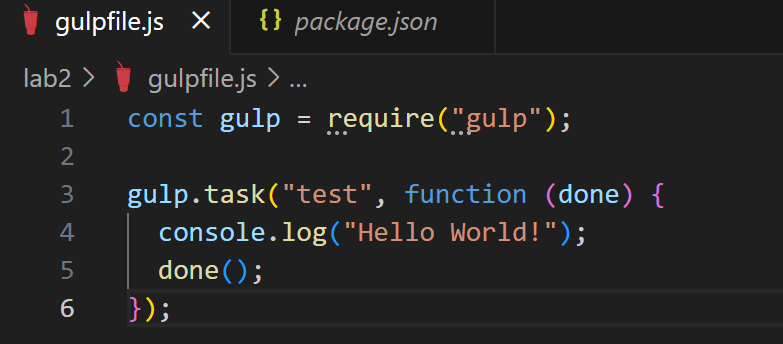 gulpfile.js × {} package.json
lab2 > gulpfile.js > ...
1 const gulp = require("gulp");
2
3 gulp.task("test", function (done) {
4   console.log("Hello World!");
5   done();
6 });